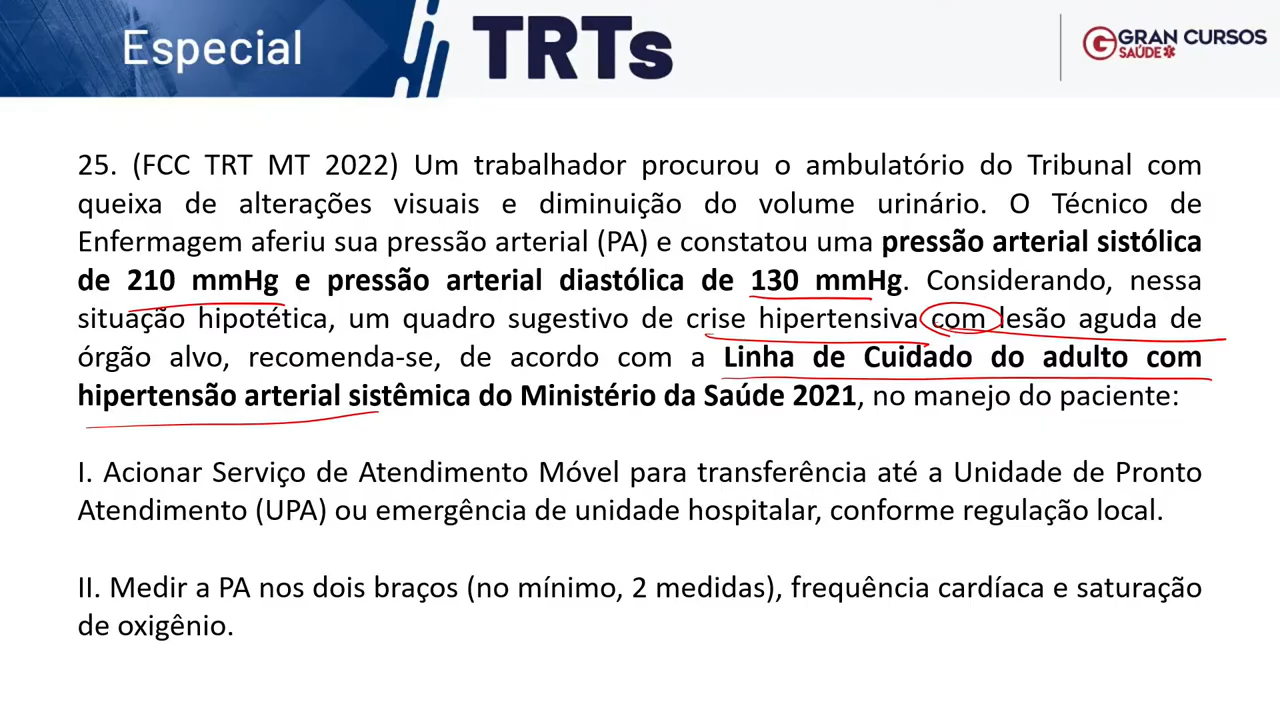 Especial
TRTs
GRAN CURSOS
SAÚDE
25. (FCC TRT MT 2022) Um trabalhador procurou o ambulatório do Tribunal com
queixa de alterações visuais e diminuição do volume urinário. O Técnico de
Enfermagem aferiu sua pressão arterial (PA) e constatou uma pressão arterial sistólica
de 210 mmHg e pressão arterial diastólica de 130 mmHg. Considerando, nessa
situação hipotética, um quadro sugestivo de crise hipertensiva com lesão aguda de
órgão alvo, recomenda-se, de acordo com a Linha de Cuidado do adulto com
hipertensão arterial sistêmica do Ministério da Saúde 2021, no manejo do paciente:
I. Acionar Serviço de Atendimento Móvel para transferência até a Unidade de Pronto
Atendimento (UPA) ou emergência de unidade hospitalar, conforme regulação local.
II. Medir a PA nos dois braços (no mínimo, 2 medidas), frequência cardíaca e saturação
de oxigênio.